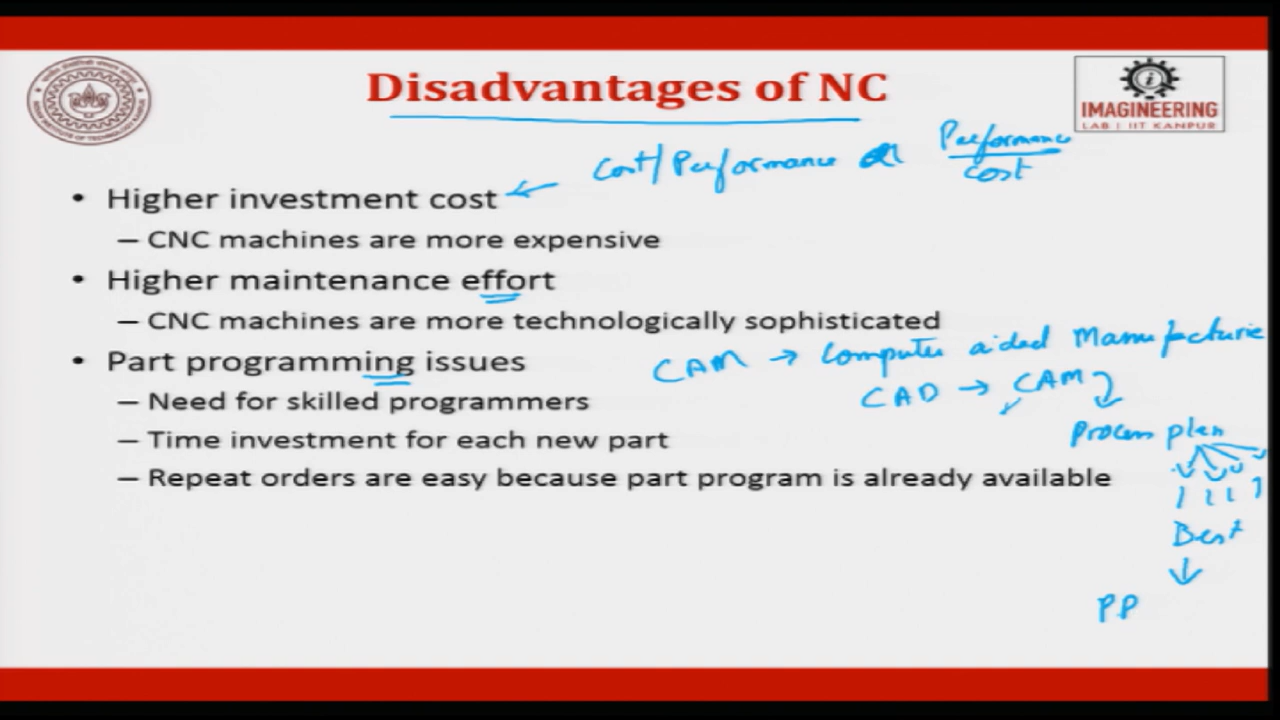 Disadvantages of NC
IMAGINEERING
LAB | IIT KANPUR
Cost/Performance
Performance
cost
• Higher investment cost
– CNC machines are more expensive
• Higher maintenance effort
– CNC machines are more technologically sophisticated
• Part programming issues
CAM → Computer aided Manufacturie
CAD → CAM
– Need for skilled programmers
Process plan
– Time investment for each new part
– Repeat orders are easy because part program is already available
Best
PP